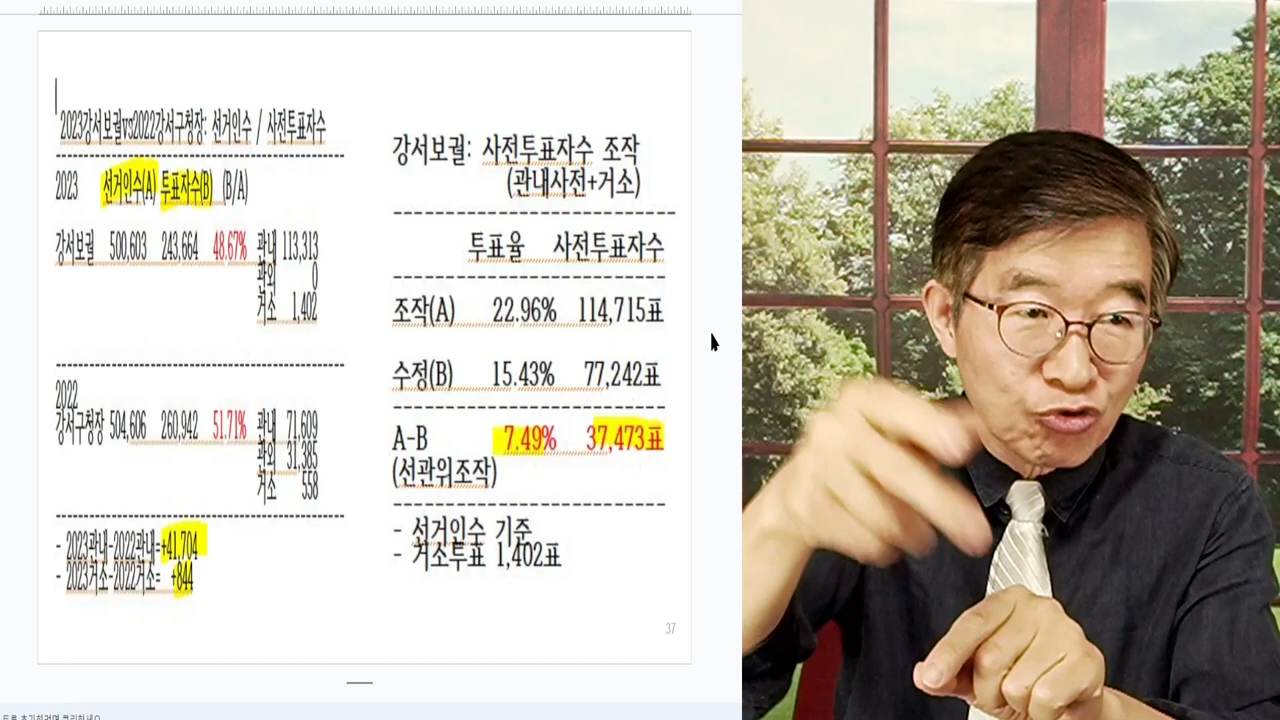 2023강서보궐vs2022강서구청장: 선거인수 / 사전투표자수
2023 선거인수(A) 투표자수(B) (B/A)
강서보궐 500,603 243,664 48.67% 관내 113,313
관외 0
거소 1,402
2022
강서구청장 504,606 260,942 51.71% 관내 71,609
관외 31,385
거소 558
- 2023관내-2022관내=+41,704
- 2023거소-2022거소= +844
강서보궐: 사전투표자수 조작
(관내사전+거소)
투표율 사전투표자수
조작(A) 22.96% 114,715표
수정(B) 15.43% 77,242표
A-B 7.49% 37,473표
(선관위조작)
- 선거인수 기준
- 거소투표 1,402표
37